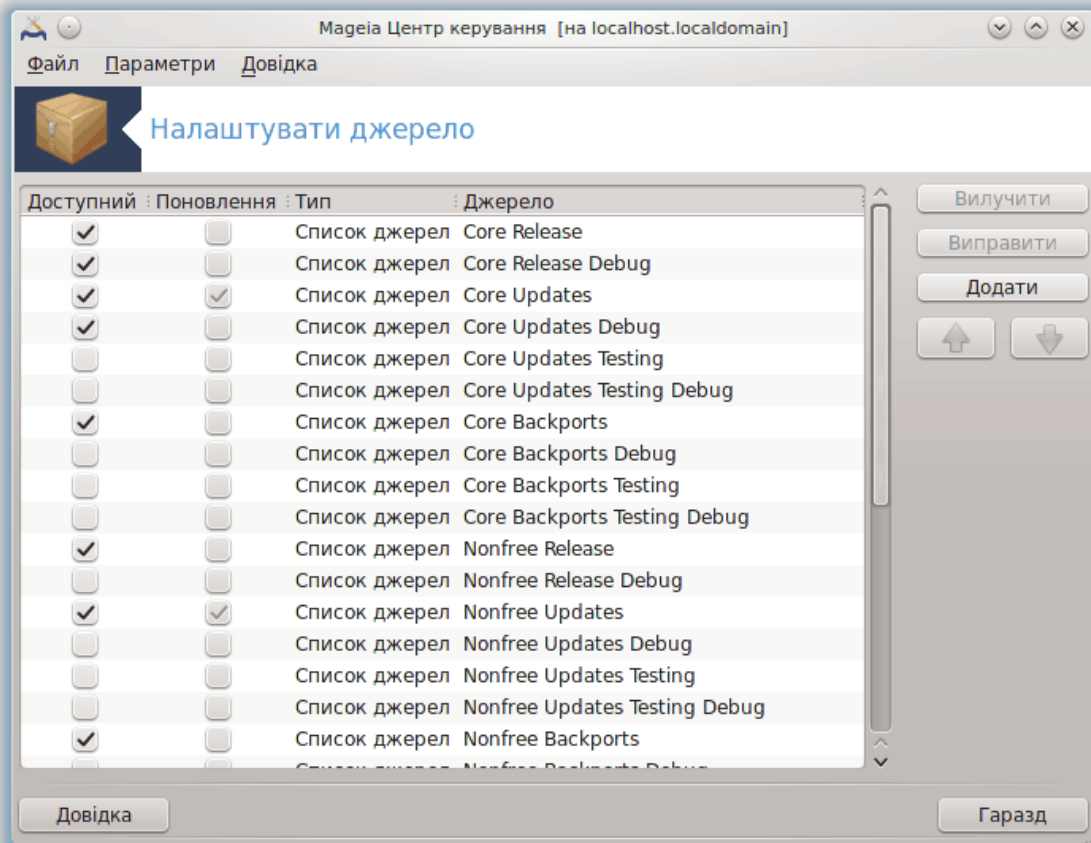 Mageia Центр керування [на localhost.localdomain]
Файл Параметри Довідка
Налаштувати джерело
Доступний Поновлення Тип Джерело
Список джерел Core Release
Список джерел Core Release Debug
Список джерел Core Updates
Список джерел Core Updates Debug
Список джерел Core Updates Testing
Список джерел Core Updates Testing Debug
Список джерел Core Backports
Список джерел Core Backports Debug
Список джерел Core Backports Testing
Список джерел Core Backports Testing Debug
Список джерел Nonfree Release
Список джерел Nonfree Release Debug
Список джерел Nonfree Updates
Список джерел Nonfree Updates Debug
Список джерел Nonfree Updates Testing
Список джерел Nonfree Updates Testing Debug
Список джерел Nonfree Backports
Список джерел Nonfree Backports Debug
Вилучити
Виправити
Додати
Довідка
Гаразд